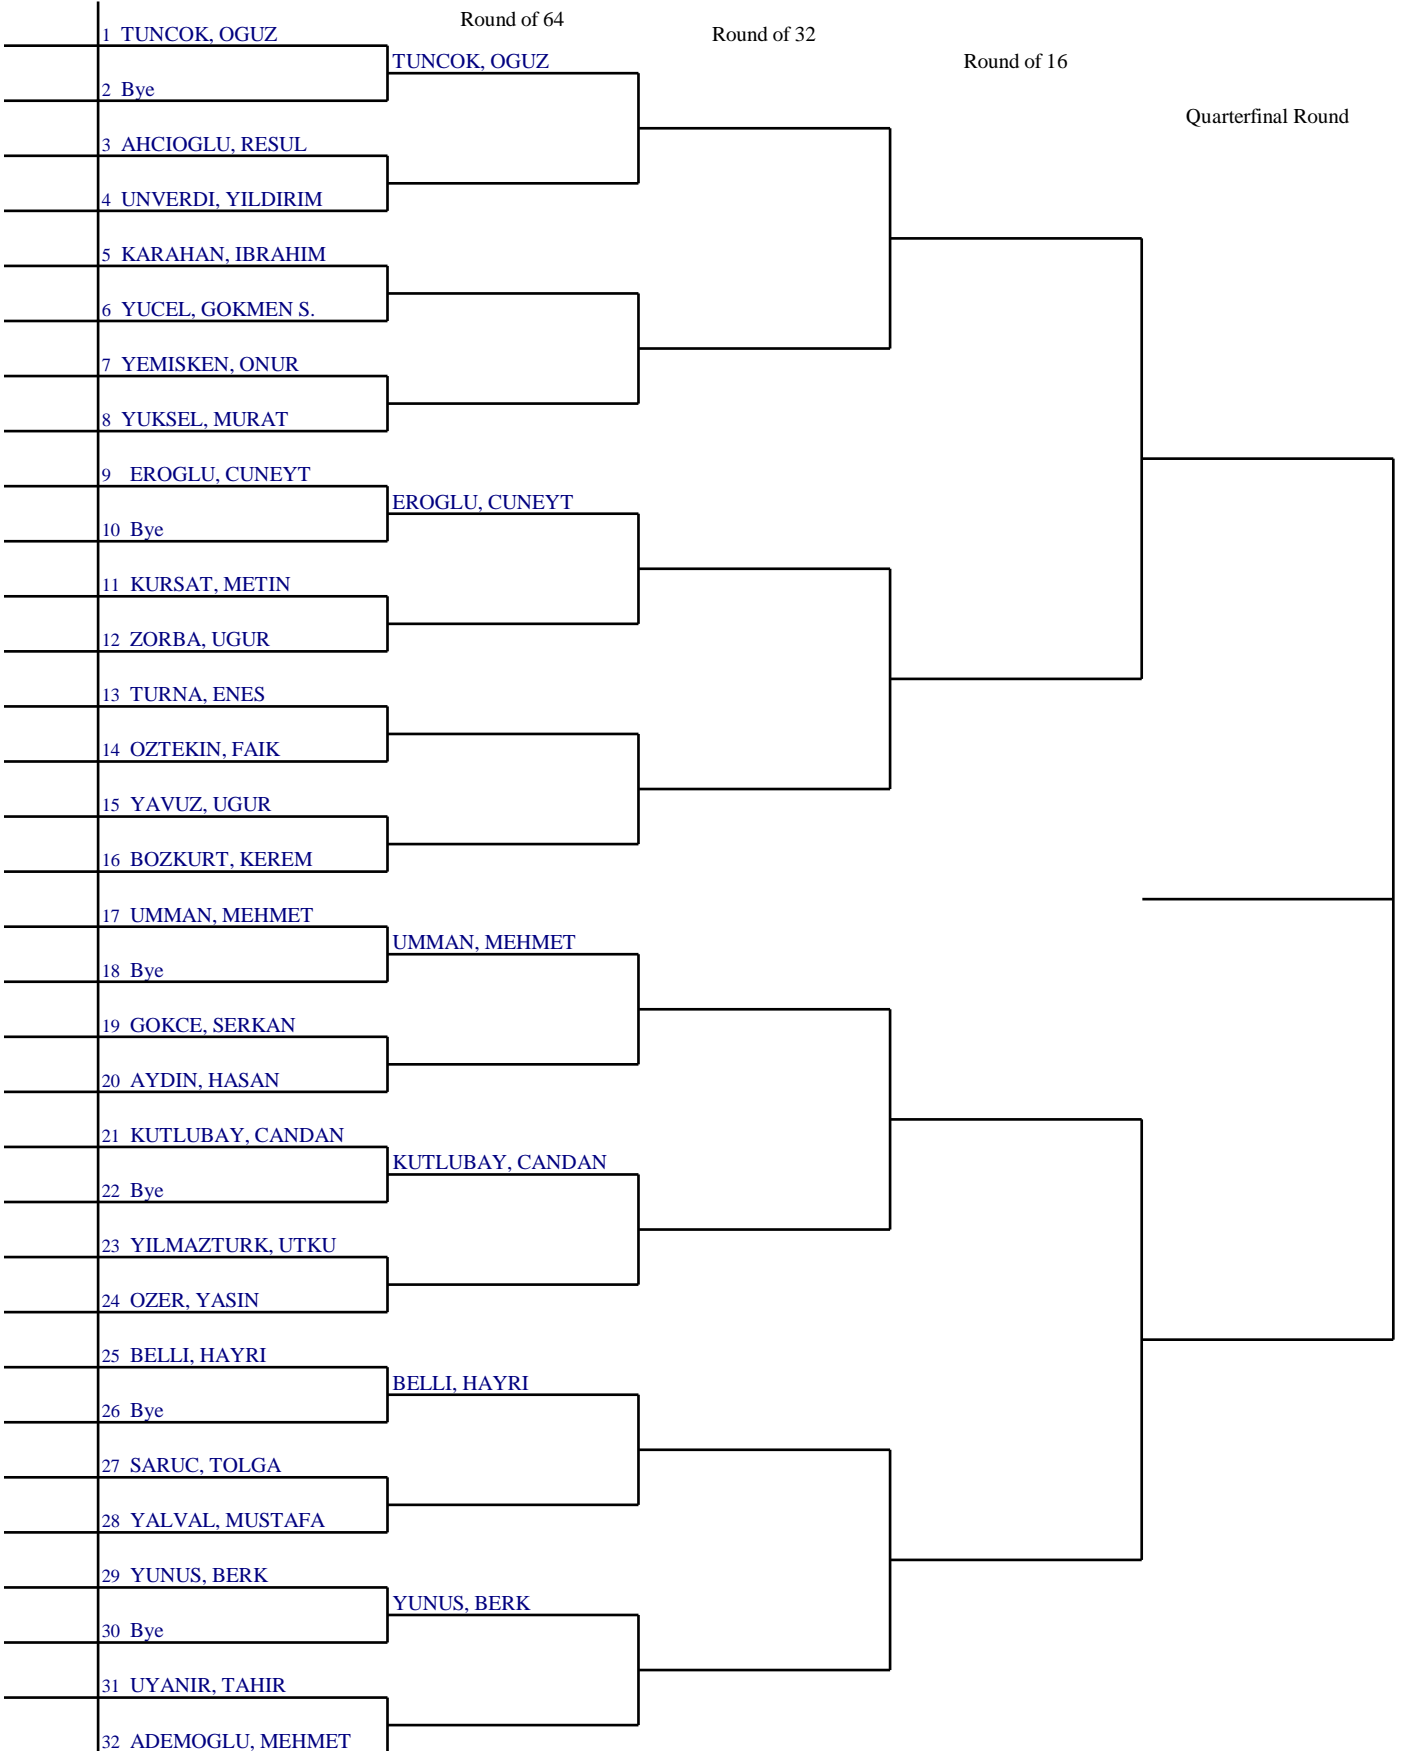 Round of 64
Round of 32
Round of 16
Quarterfinal Round
1 TUNCOK, OGUZ
TUNCOK, OGUZ
2 Bye
3 AHCIOGLU, RESUL
4 UNVERDI, YILDIRIM
5 KARAHAN, IBRAHIM
6 YUCEL, GOKMEN S.
7 YEMISKEN, ONUR
8 YUKSEL, MURAT
9 EROGLU, CUNEYT
EROGLU, CUNEYT
10 Bye
11 KURSAT, METIN
12 ZORBA, UGUR
13 TURNA, ENES
14 OZTEKIN, FAIK
15 YAVUZ, UGUR
16 BOZKURT, KEREM
17 UMMAN, MEHMET
UMMAN, MEHMET
18 Bye
19 GOKCE, SERKAN
20 AYDIN, HASAN
21 KUTLUBAY, CANDAN
KUTLUBAY, CANDAN
22 Bye
23 YILMAZTURK, UTKU
24 OZER, YASIN
25 BELLI, HAYRI
BELLI, HAYRI
26 Bye
27 SARUC, TOLGA
28 YALVAL, MUSTAFA
29 YUNUS, BERK
YUNUS, BERK
30 Bye
31 UYANIR, TAHIR
32 ADEMOGLU, MEHMET